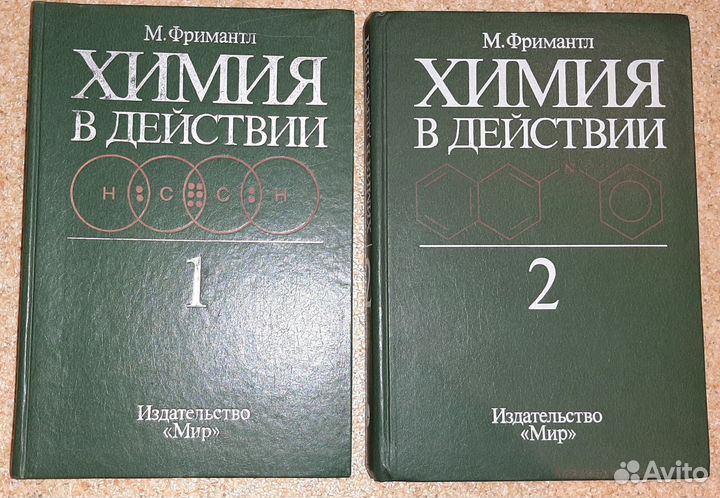 М. Фримантл
ХИМИЯ
В ДЕЙСТВИИ
H C C H
1
Издательство
«Мир»
М. Фримантл
ХИМИЯ
В ДЕЙСТВИИ
N
2
Издательство
«Мир»
Avito